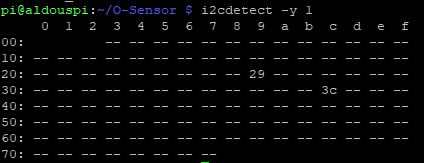 pi@aldouspi:~/O-Sensor $ i2cdetect -y 1
     0  1  2  3  4  5  6  7  8  9  a  b  c  d  e  f
00:          -- -- -- -- -- -- -- -- -- -- -- -- --
10: -- -- -- -- -- -- -- -- -- -- -- -- -- -- -- --
20: -- -- -- -- -- -- -- -- -- 29 -- -- -- -- -- --
30: -- -- -- -- -- -- -- -- -- -- -- -- 3c -- -- --
40: -- -- -- -- -- -- -- -- -- -- -- -- -- -- -- --
50: -- -- -- -- -- -- -- -- -- -- -- -- -- -- -- --
60: -- -- -- -- -- -- -- -- -- -- -- -- -- -- -- --
70: -- -- -- -- -- -- -- --